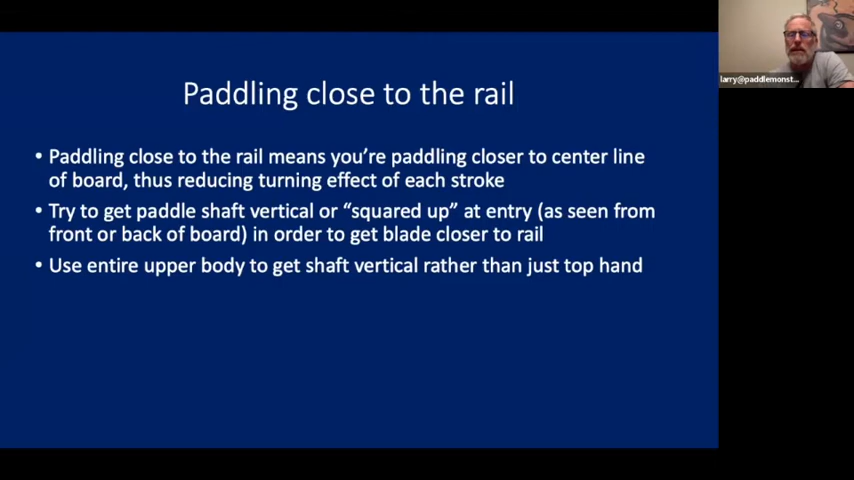 Paddling close to the rail
• Paddling close to the rail means you’re paddling closer to center line
of board, thus reducing turning effect of each stroke
• Try to get paddle shaft vertical or “squared up” at entry (as seen from
front or back of board) in order to get blade closer to rail
• Use entire upper body to get shaft vertical rather than just top hand
larry@paddlemonst...